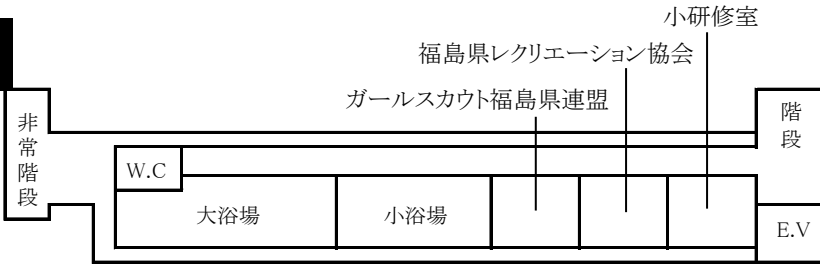 小研修室
福島県レクリエーション協会
ガールスカウト福島県連盟
非常階段
階段
W.C
大浴場
小浴場
E.V